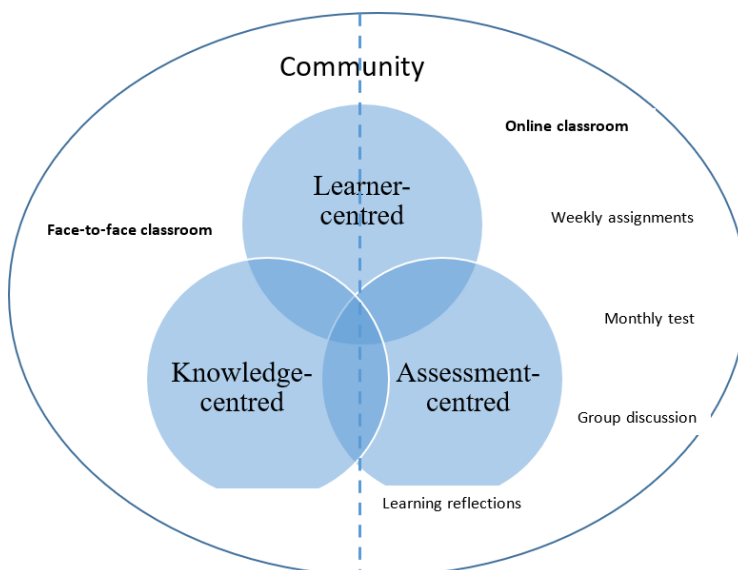 Community
Online classroom
Learner-
centred
Weekly assignments
Face-to-face classroom
Monthly test
Knowledge-
centred
Assessment-
centred
Group discussion
Learning reflections